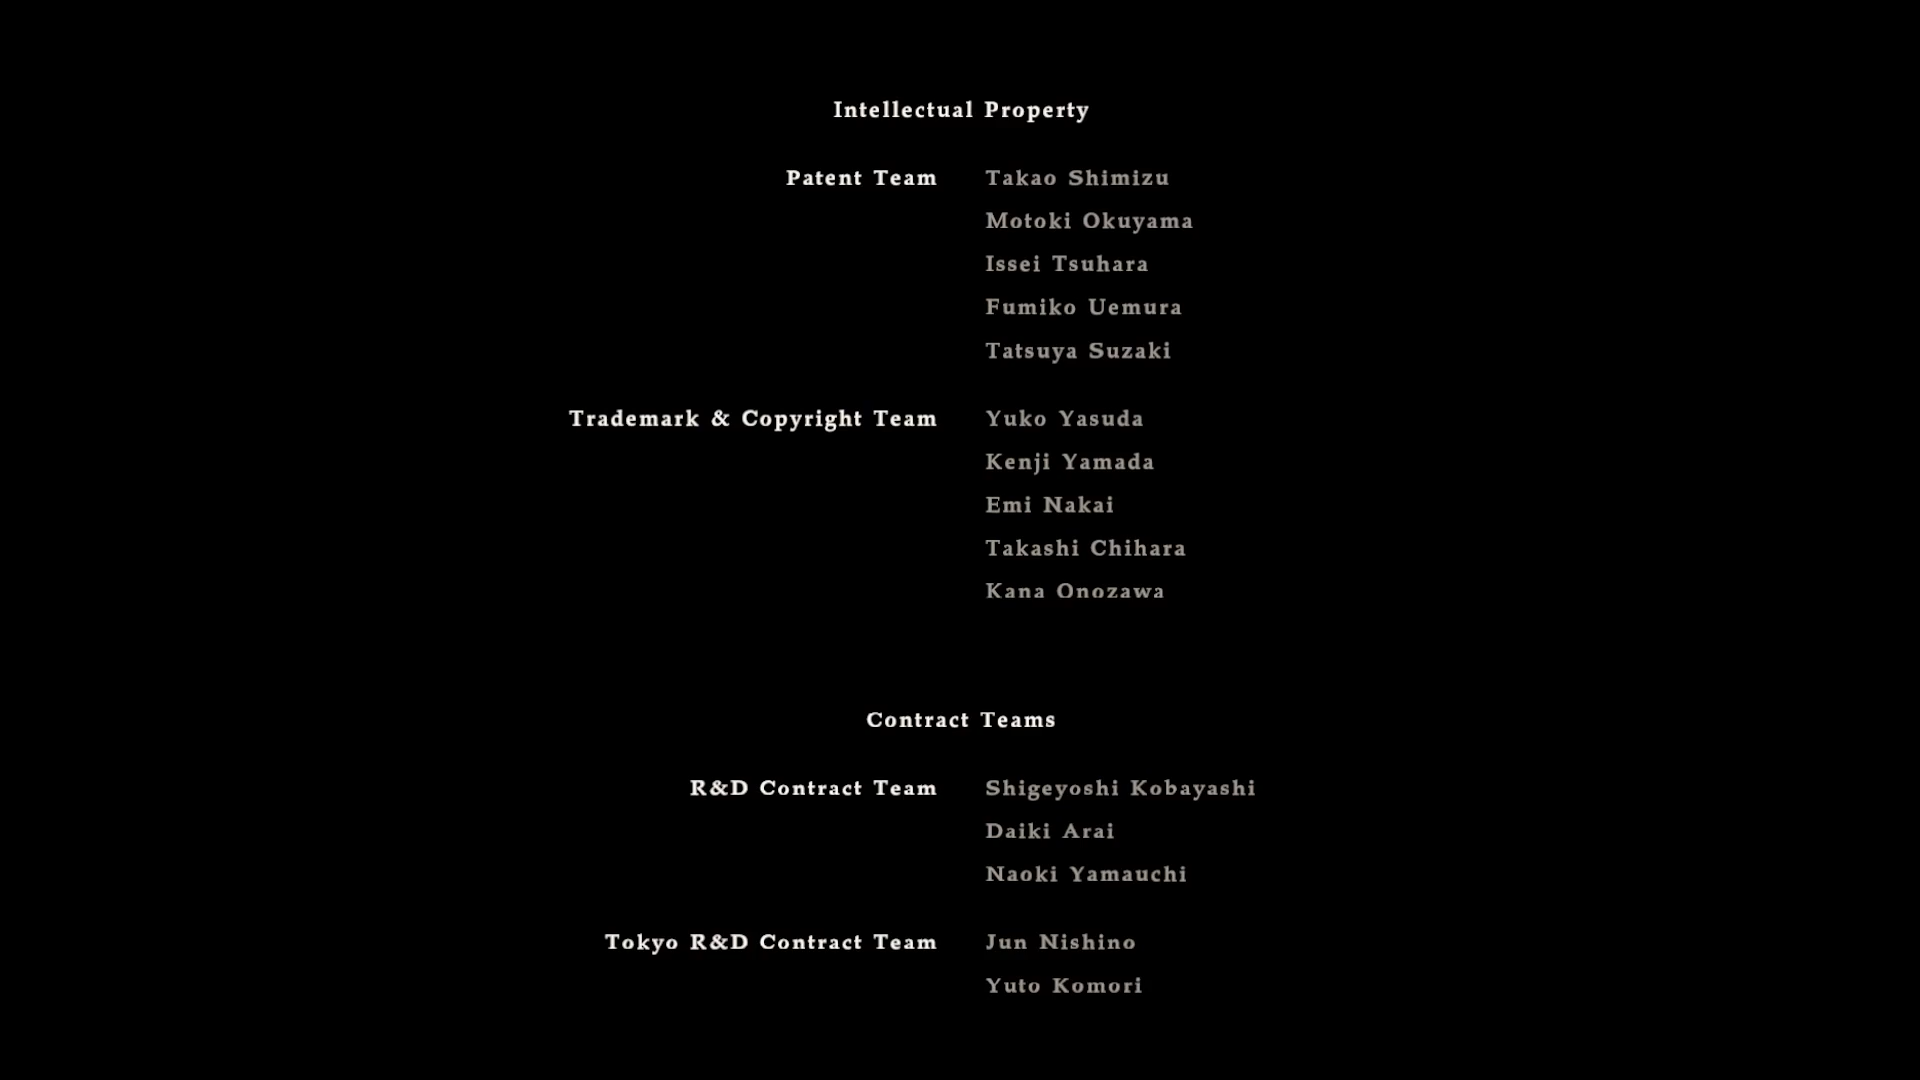 Intellectual Property
Patent Team Takao Shimizu
Motoki Okuyama
Issei Tsuhara
Fumiko Uemura
Tatsuya Suzaki
Trademark & Copyright Team Yuko Yasuda
Kenji Yamada
Emi Nakai
Takashi Chihara
Kana Onozawa
Contract Teams
R&D Contract Team Shigeyoshi Kobayashi
Daiki Arai
Naoki Yamauchi
Tokyo R&D Contract Team Jun Nishino
Yuto Komori